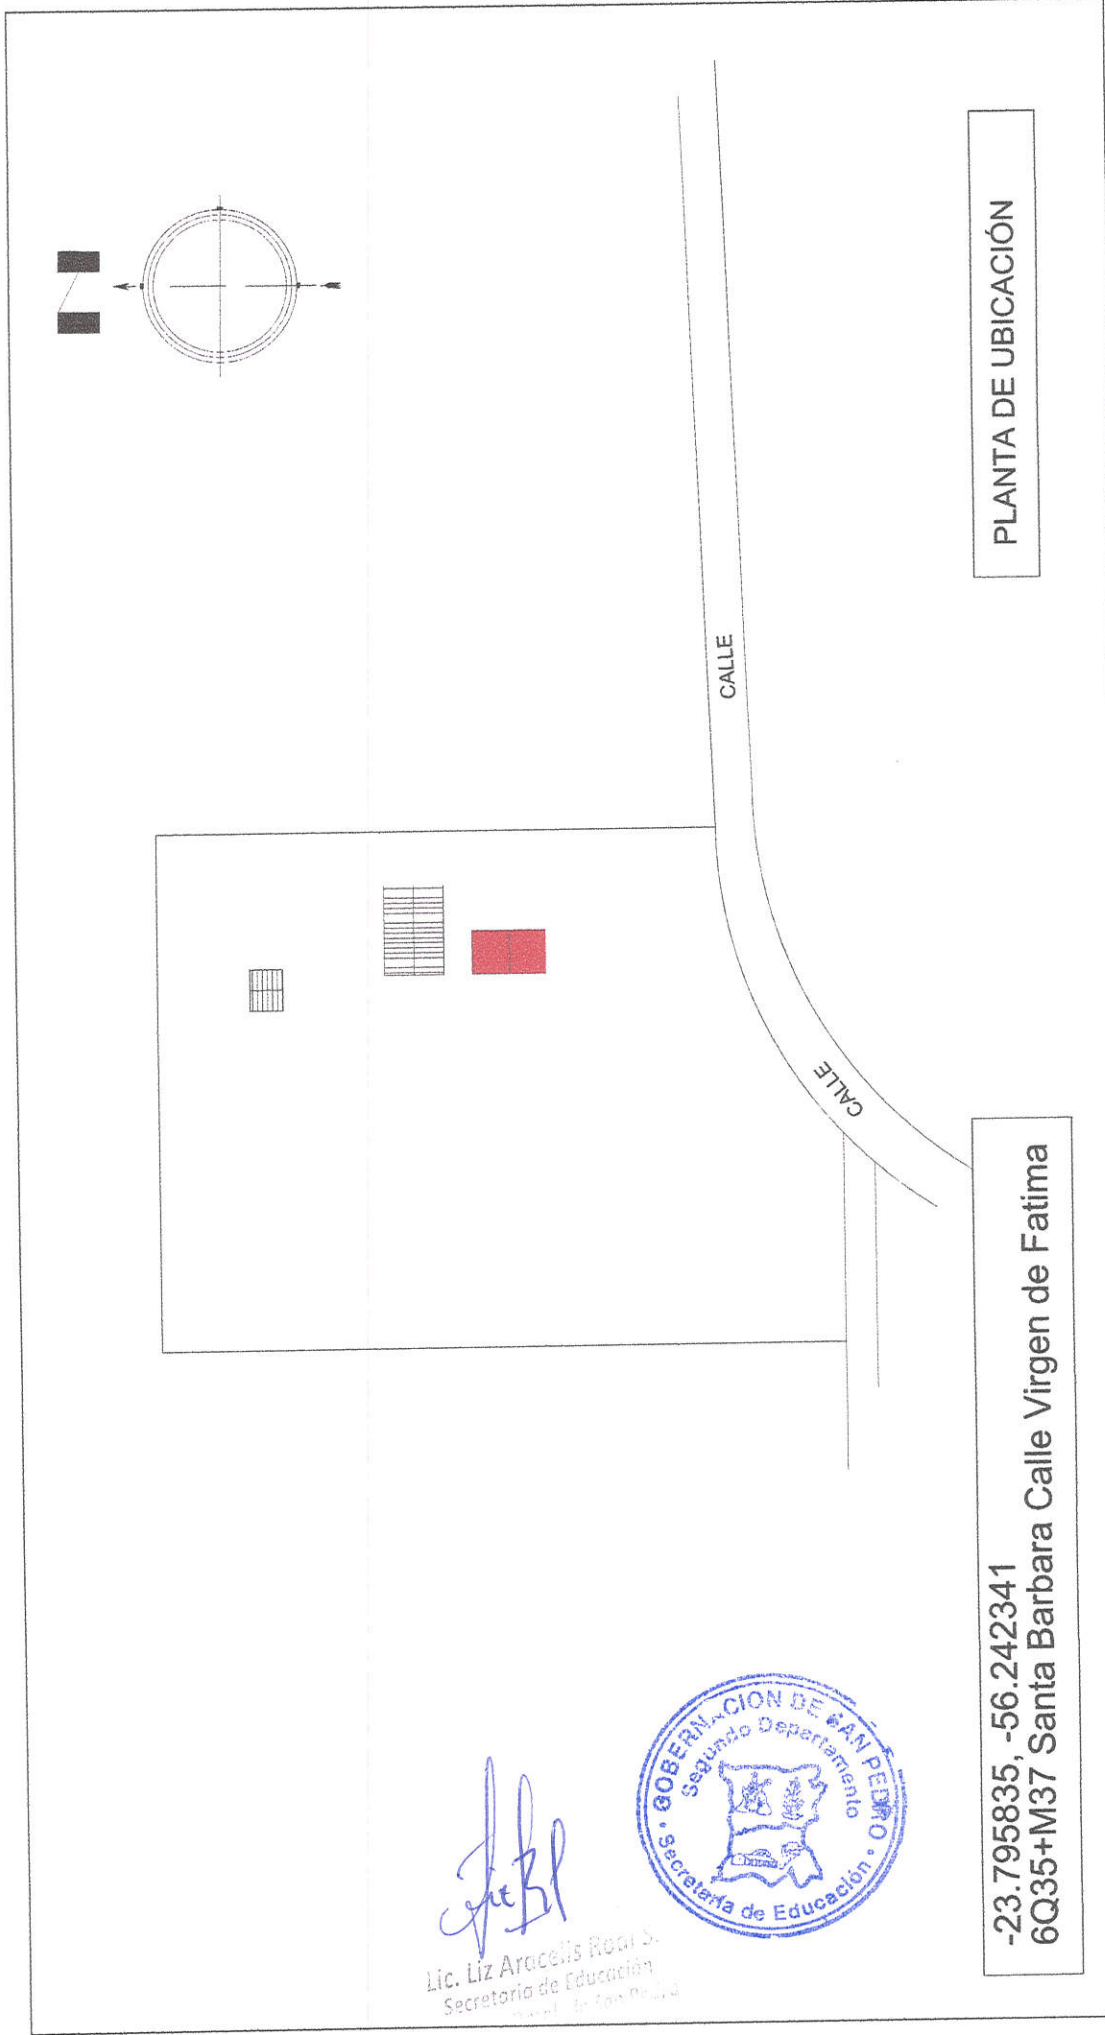 N
CALLE
CALLE
PLANTA DE UBICACIÓN
-23.795835, -56.242341
6Q35+M37 Santa Barbara Calle Virgen de Fatima
Lic. Liz Aracelis
Secretaria de Educación
GOBERNACION DE SAN PEDRO
Segundo Departamento
Secretaría de Educación